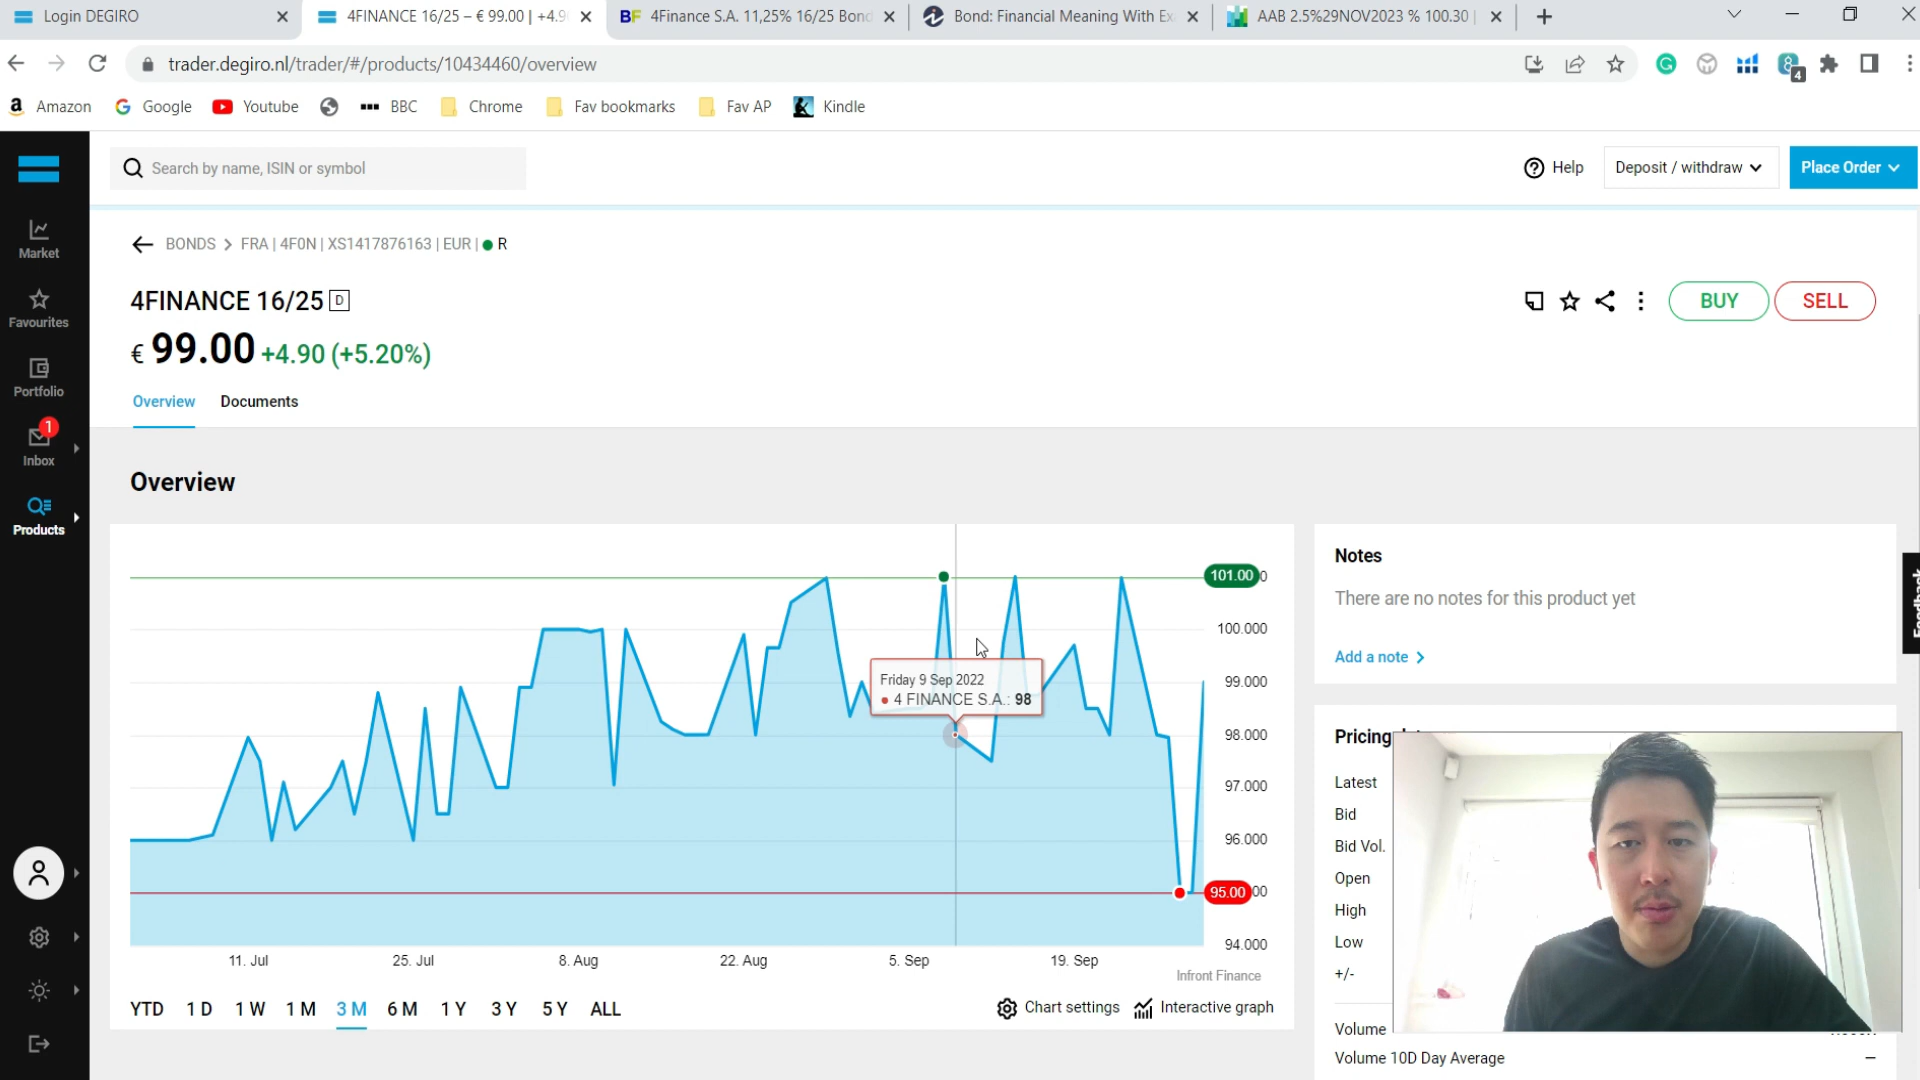 Login DEGIRO
4FINANCE 16/25 – € 99.00 | +4.9
BF 4Finance S.A. 11,25% 16/25 Bond
Bond: Financial Meaning With Ex
AAB 2.5%29NOV2023 % 100.30 |
trader.degiro.nl/trader/#/products/10434460/overview
4
Amazon
Google
Youtube
BBC
Chrome
Fav bookmarks
Fav AP
Kindle
Search by name, ISIN or symbol
Help
Deposit / withdraw
Place Order
Market
Favourites
Portfolio
1
Inbox
Products
BONDS > FRA | 4F0N | XS1417876163 | EUR | R
4FINANCE 16/25 D
€ 99.00 +4.90 (+5.20%)
BUY
SELL
Overview
Documents
Overview
101.00
100.000
99.000
98.000
97.000
96.000
95.00
94.000
Friday 9 Sep 2022
4 FINANCE S.A.: 98
11. Jul
25. Jul
8. Aug
22. Aug
5. Sep
19. Sep
Infront Finance
YTD
1 D
1 W
1 M
3 M
6 M
1 Y
3 Y
5 Y
ALL
Chart settings
Interactive graph
Notes
There are no notes for this product yet
Add a note
Feedback
Pricing
Latest
Bid
Bid Vol.
Open
High
Low
+/-
Volume
Volume 10D Day Average –